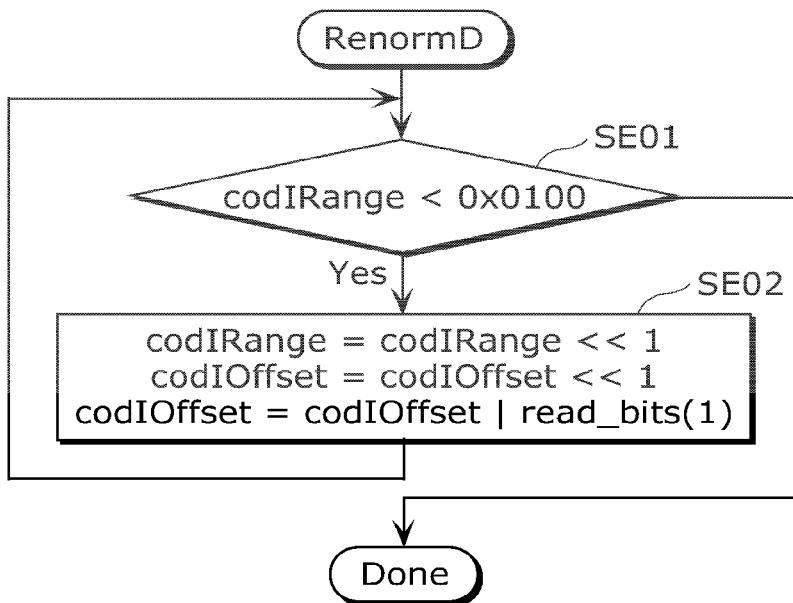 RenormD
SE01
codIRange < 0x0100
Yes
SE02
codIRange = codIRange << 1
codIOffset = codIOffset << 1
codIOffset = codIOffset | read_bits(1)
Done